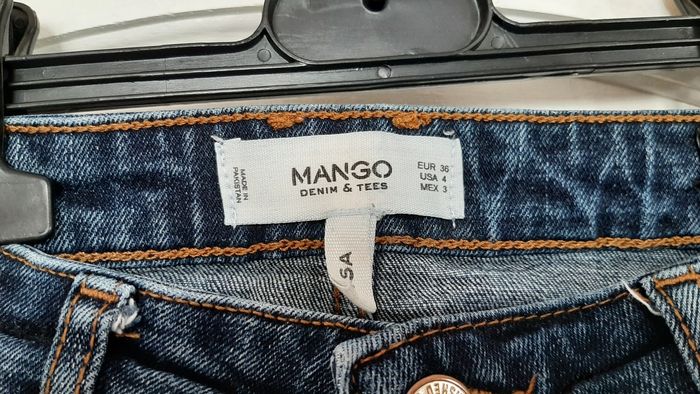 MADE IN
PAKISTAN
MANGO
DENIM & TEES
EUR 36
USA 4
MEX 3
SA